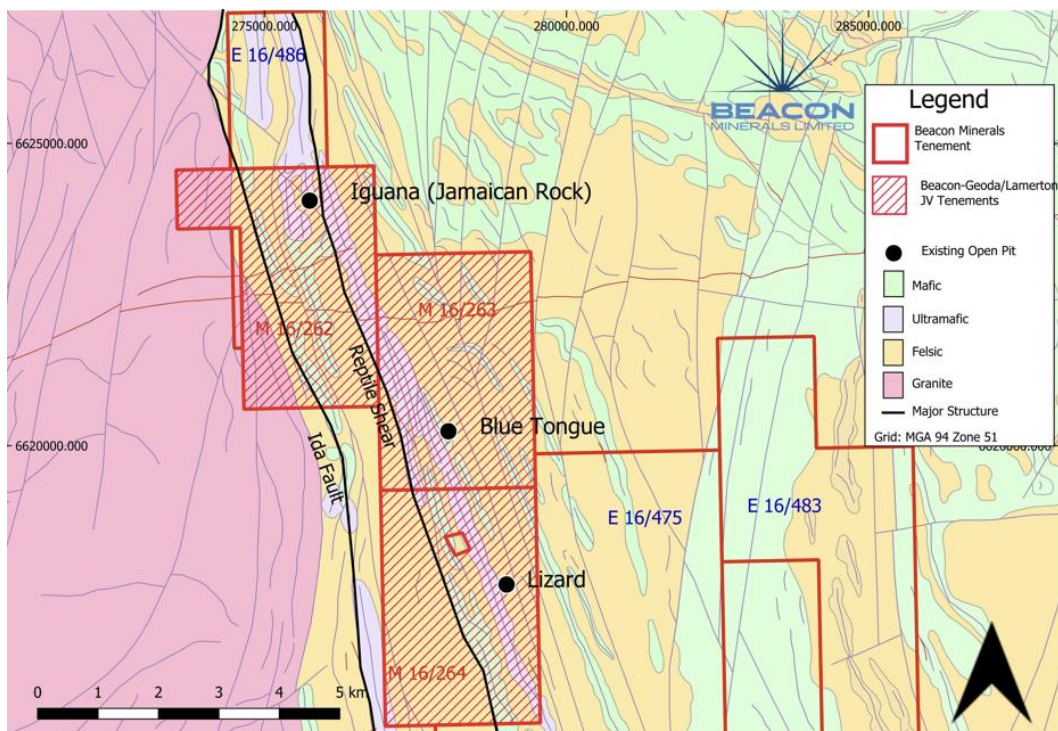 275000.000
280000.000
285000.000
E 16/486
BEACON
MINERALS LIMITED
Legend
Beacon Minerals
Tenement
Beacon-Geoda/Lamerton
JV Tenements
Existing Open Pit
Mafic
Ultramafic
Felsic
Granite
Major Structure
Grid: MGA 94 Zone 51
6625000.000
Iguana (Jamaican Rock)
M 16/262
M 16/263
Reptile Shear
Blue Tongue
6620000.000
6620000.000
Ida Fault
E 16/475
E 16/483
Lizard
M 16/264
0 1 2 3 4 5 km